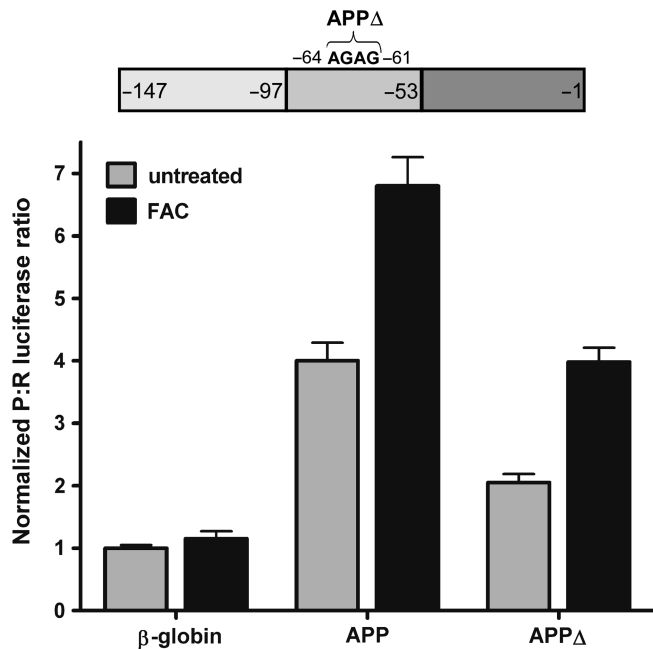 APPΔ
–64 AGAG –61
–147 –97 –53 –1
Normalized P:R luciferase ratio
7
6
5
4
3
2
1
0
untreated
FAC
β-globin APP APPΔ